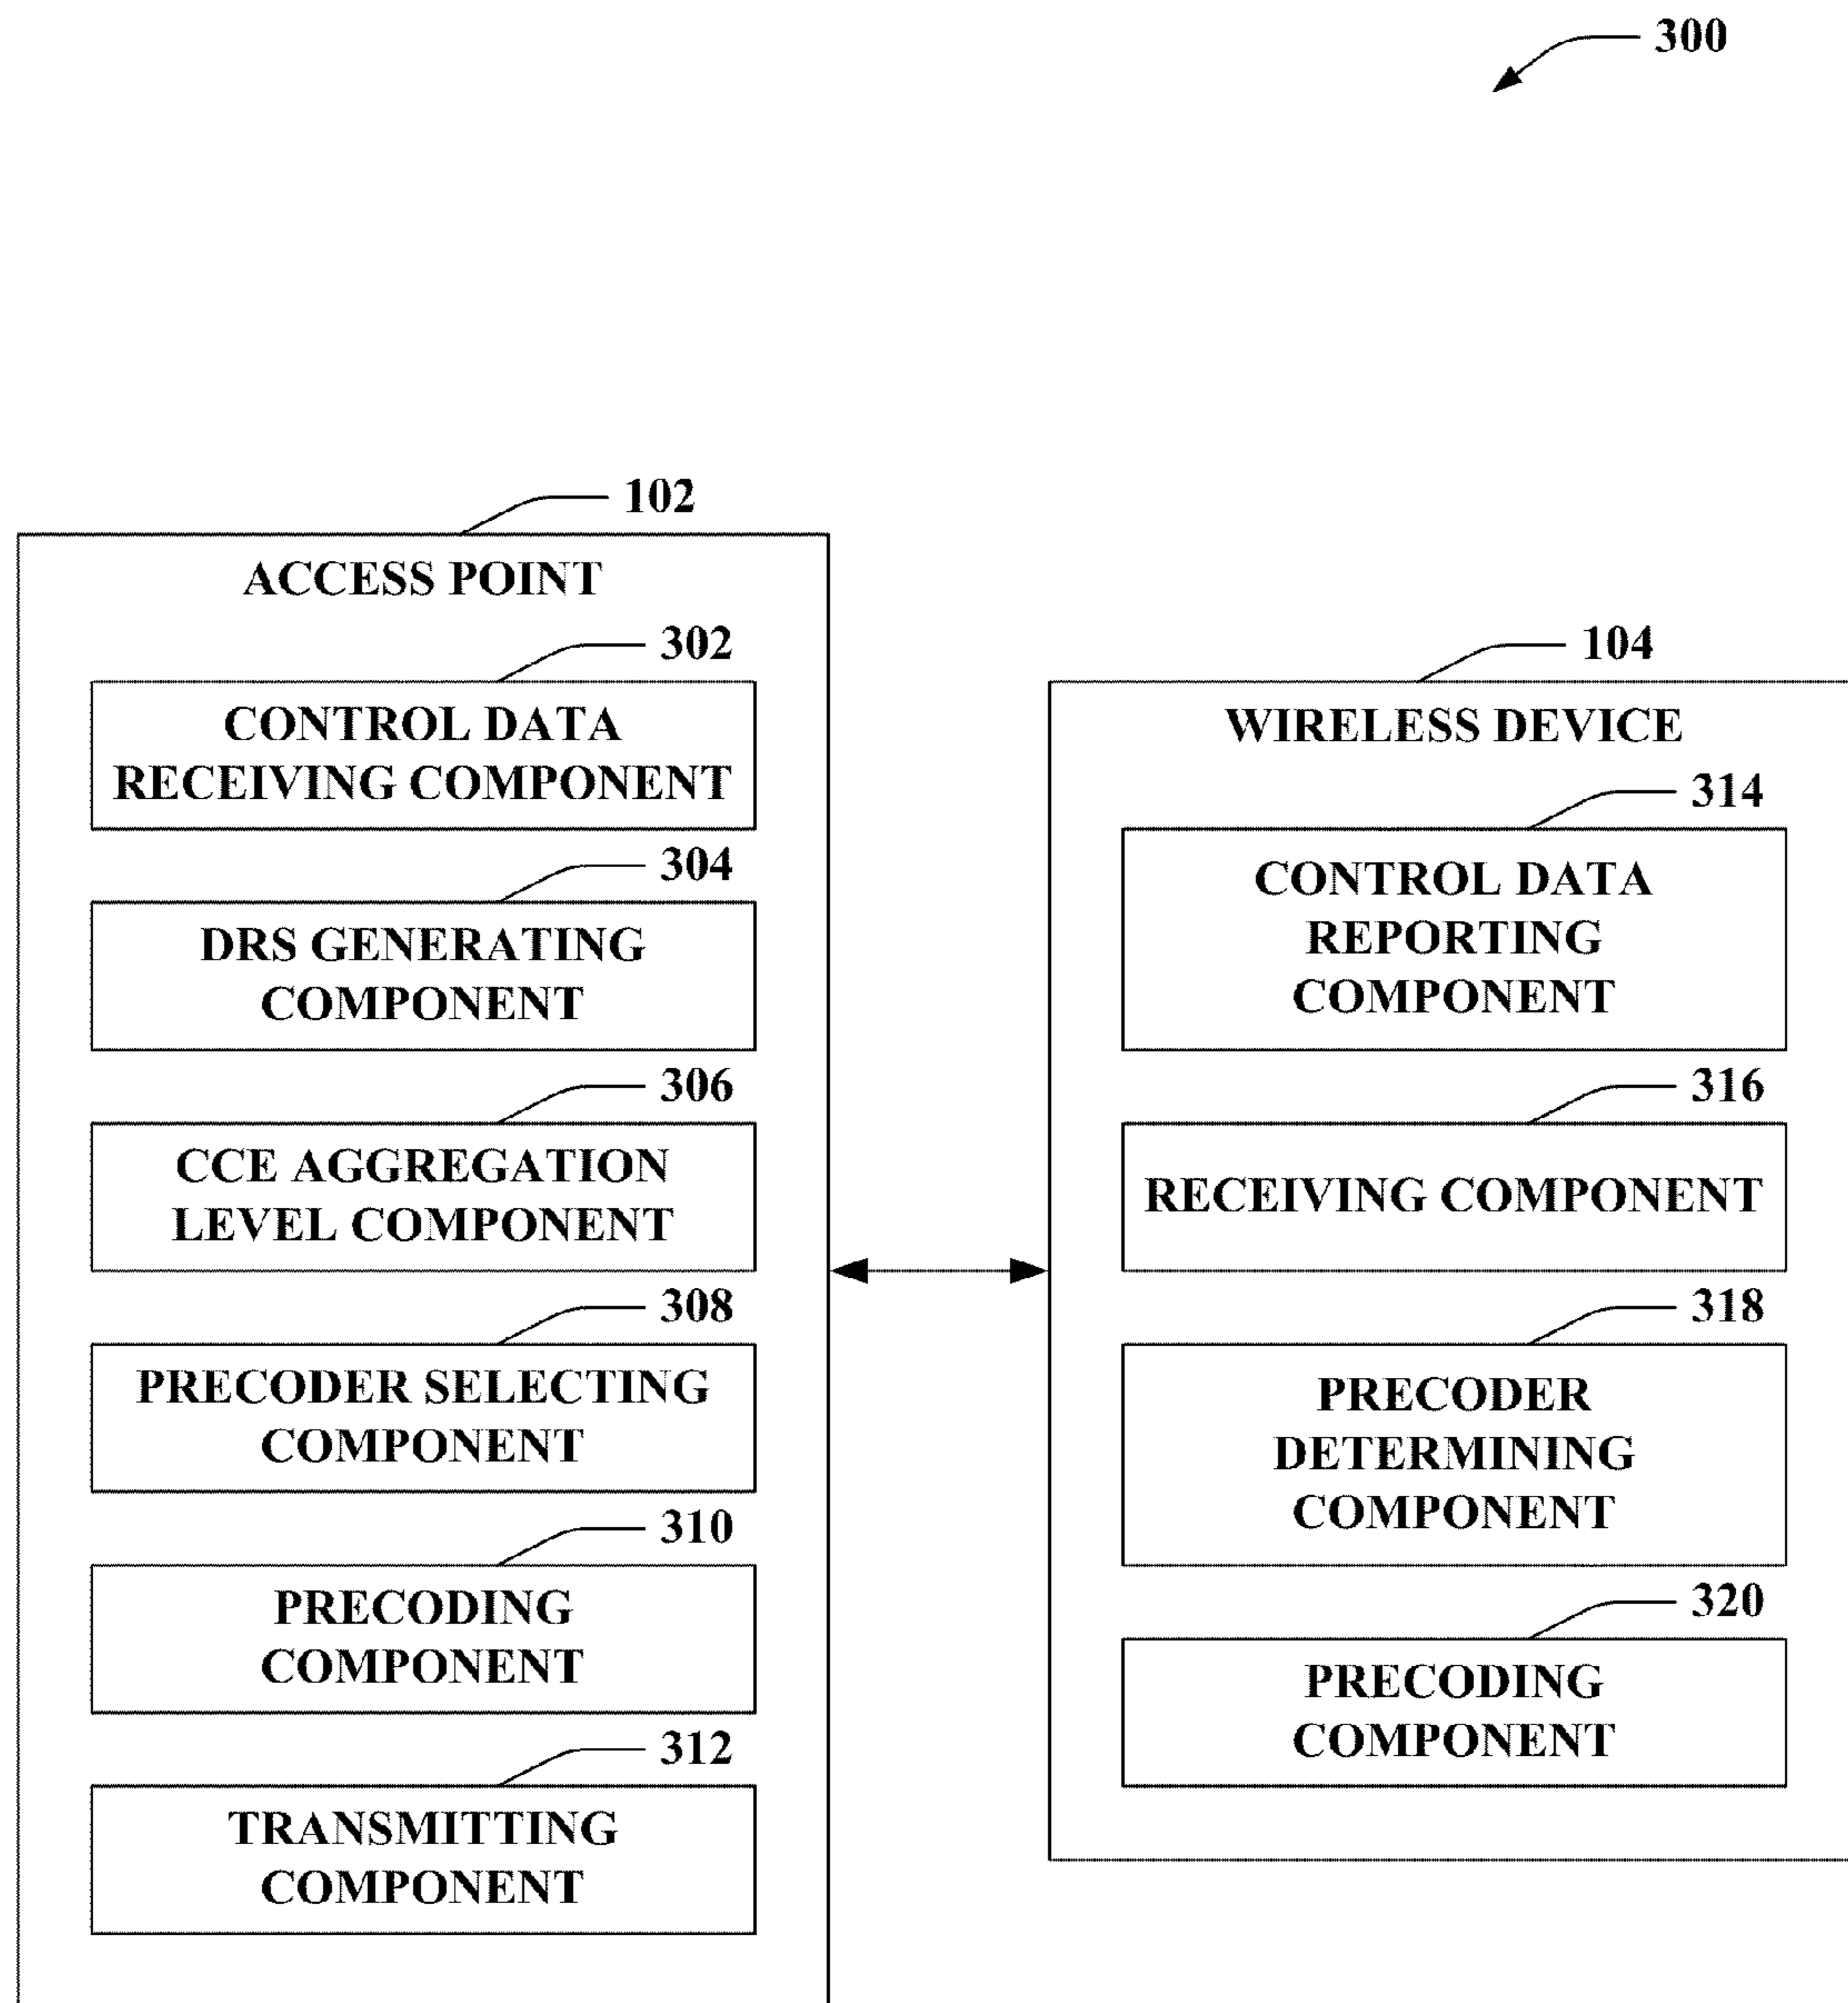 300
102
ACCESS POINT
302
CONTROL DATA
RECEIVING COMPONENT
304
DRS GENERATING
COMPONENT
306
CCE AGGREGATION
LEVEL COMPONENT
308
PRECODER SELECTING
COMPONENT
310
PRECODING
COMPONENT
312
TRANSMITTING
COMPONENT
104
WIRELESS DEVICE
314
CONTROL DATA
REPORTING
COMPONENT
316
RECEIVING COMPONENT
318
PRECODER
DETERMINING
COMPONENT
320
PRECODING
COMPONENT